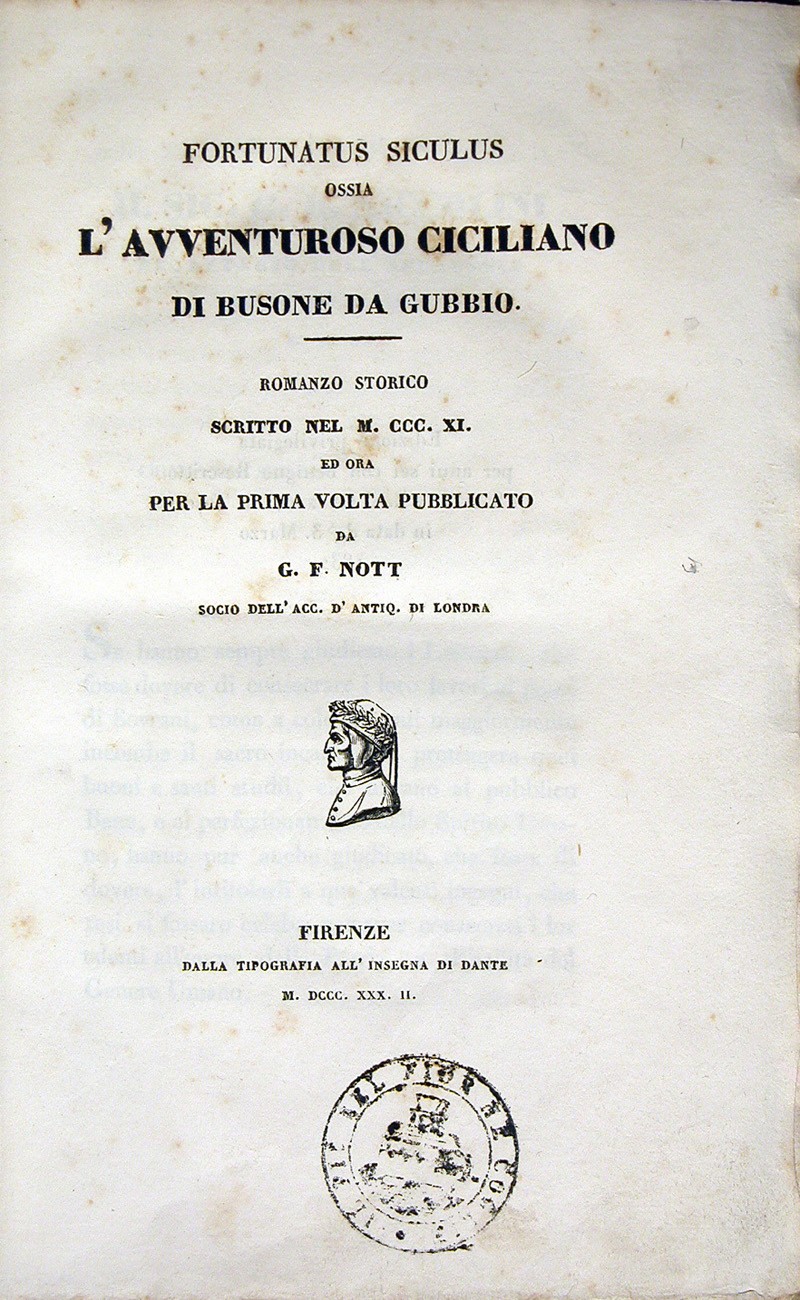 FORTUNATUS SICULUS
OSSIA
L' AVVENTUROSO CICILIANO
DI BUSONE DA GUBBIO.
ROMANZO STORICO
SCRITTO NEL M. CCC. XI.
ED ORA
PER LA PRIMA VOLTA PUBBLICATO
DA
G. F. NOTT
SOCIO DELL' ACC. D' ANTIQ. DI LONDRA
FIRENZE
DALLA TIPOGRAFIA ALL' INSEGNA DI DANTE
M. DCCC. XXX. II.